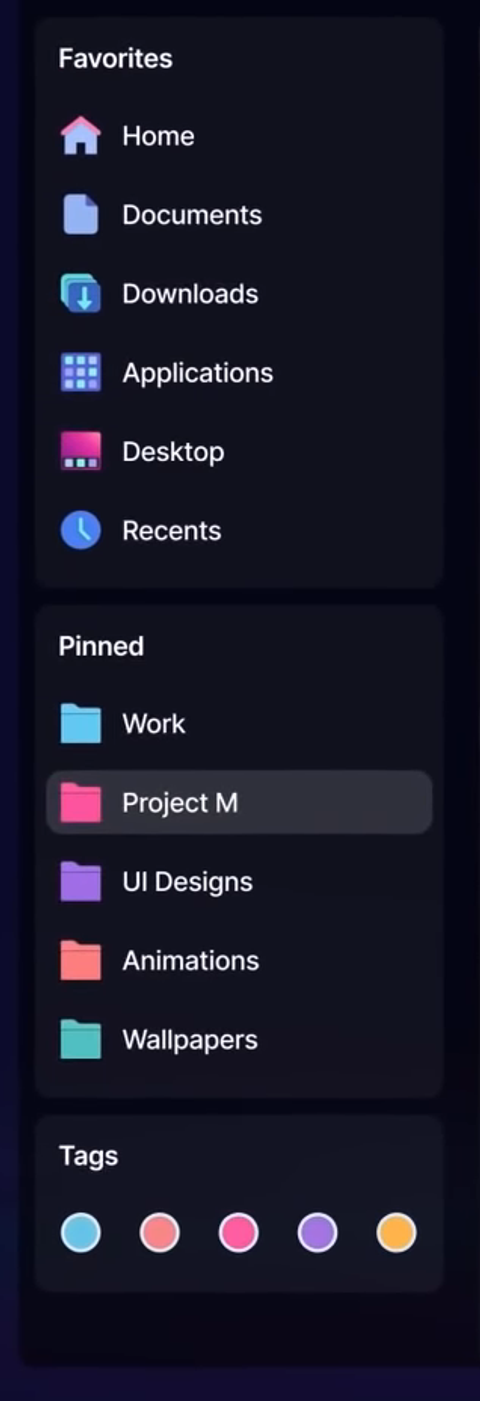 Favorites
Home
Documents
Downloads
Applications
Desktop
Recents
Pinned
Work
Project M
UI Designs
Animations
Wallpapers
Tags